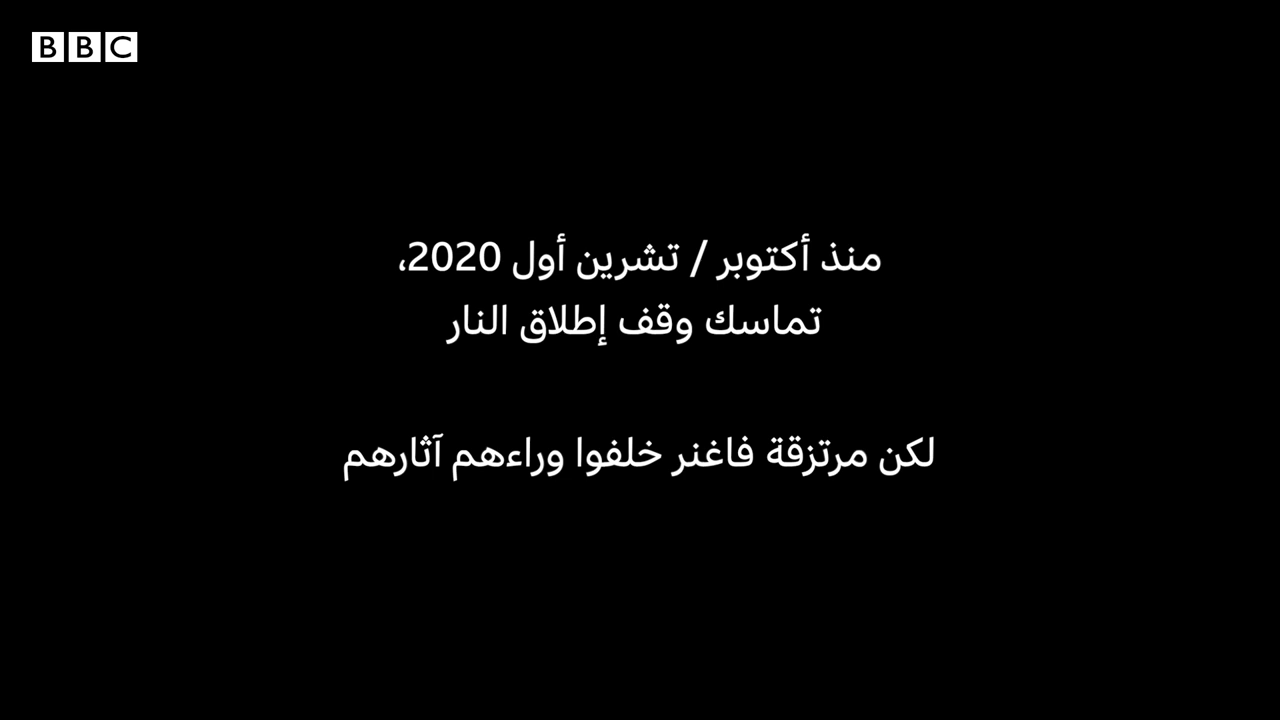 BBC
منذ أكتوبر / تشرين أول 2020،
تماسك وقف إطلاق النار
لكن مرتزقة فاغنر خلفوا وراءهم آثارهم